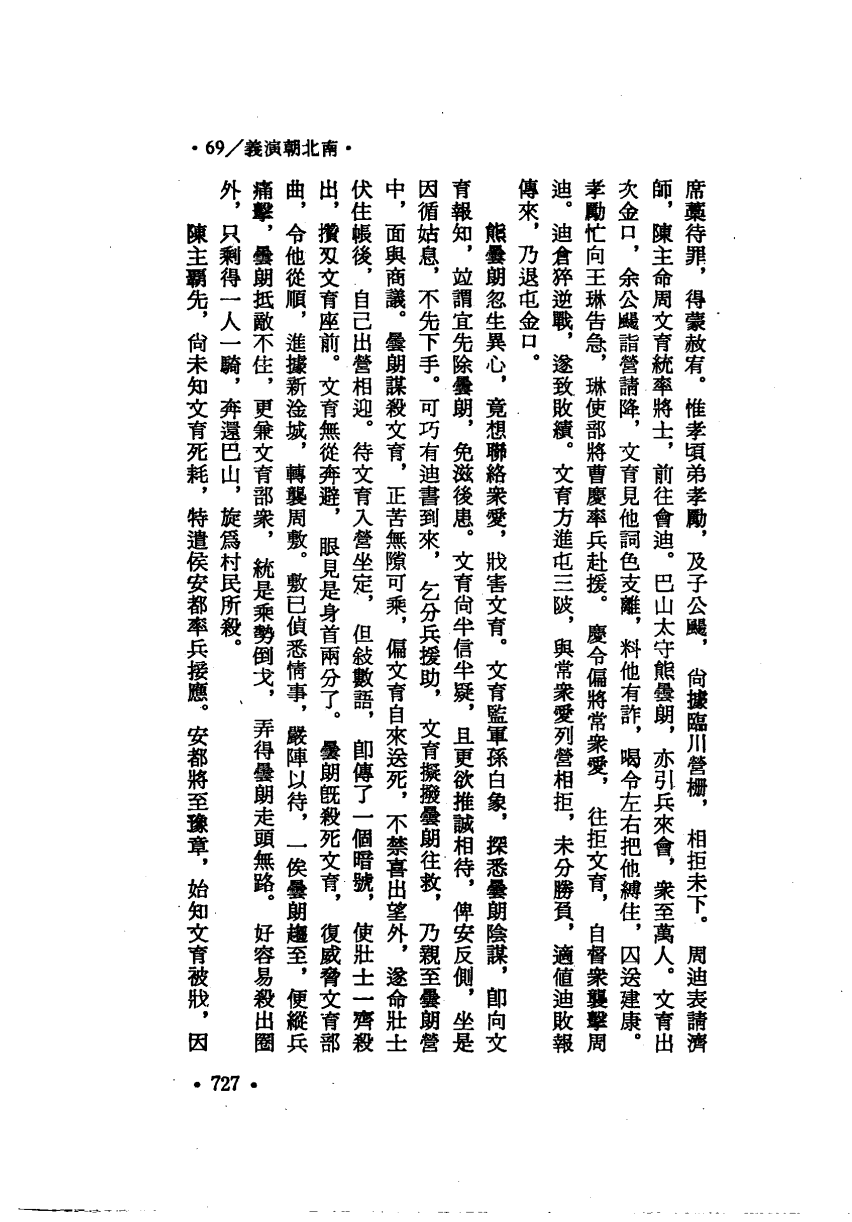 ·南北朝演義／69·
席藁待罪，得蒙赦宥。惟孝頃弟孝勱，及子公颺，尙據臨川營柵，相拒未下。周迪表請濟
師，陳主命周文育統率將士，前往會迪。巴山太守熊曇朗，亦引兵來會，衆至萬人。文育出
次金口，余公颺詣營請降，文育見他詞色支離，料他有詐，喝令左右把他縛住，囚送建康。
孝勱忙向王琳告急，琳使部將曹慶率兵赴援。慶令偏將常衆愛，往拒文育，自督衆襲擊周
迪。迪倉猝逆戰，遂致敗績。文育方進屯三陂，與常衆愛列營相拒，未分勝負，適値迪敗報
傳來，乃退屯金口。
熊曇朗忽生異心，竟想聯絡衆愛，戕害文育。文育監軍孫白象，探悉曇朗陰謀，卽向文
育報知，竝謂宜先除曇朗，免滋後患。文育尙半信半疑，且更欲推誠相待，俾安反側，坐是
因循姑息，不先下手。可巧有迪書到來，乞分兵援助，文育擬撥曇朗往救，乃親至曇朗營
中，面與商議。曇朗謀殺文育，正苦無隙可乘，偏文育自來送死，不禁喜出望外，遂命壯士
伏住帳後，自己出營相迎。待文育入營坐定，但敍數語，卽傳了一個暗號，使壯士一齊殺
出，攢刃文育座前。文育無從奔避，眼見是身首兩分了。曇朗旣殺死文育，復威脅文育部
曲，令他從順，進據新淦城，轉襲周敷。敷已偵悉情事，嚴陣以待，一俟曇朗趨至，便縱兵
痛擊，曇朗抵敵不住，更兼文育部衆，統是乘勢倒戈，弄得曇朗走頭無路。好容易殺出圈
外，只剩得一人一騎，奔還巴山，旋爲村民所殺。
陳主霸先，尙未知文育死耗，特遣侯安都率兵接應。安都將至豫章，始知文育被戕，因
·727·